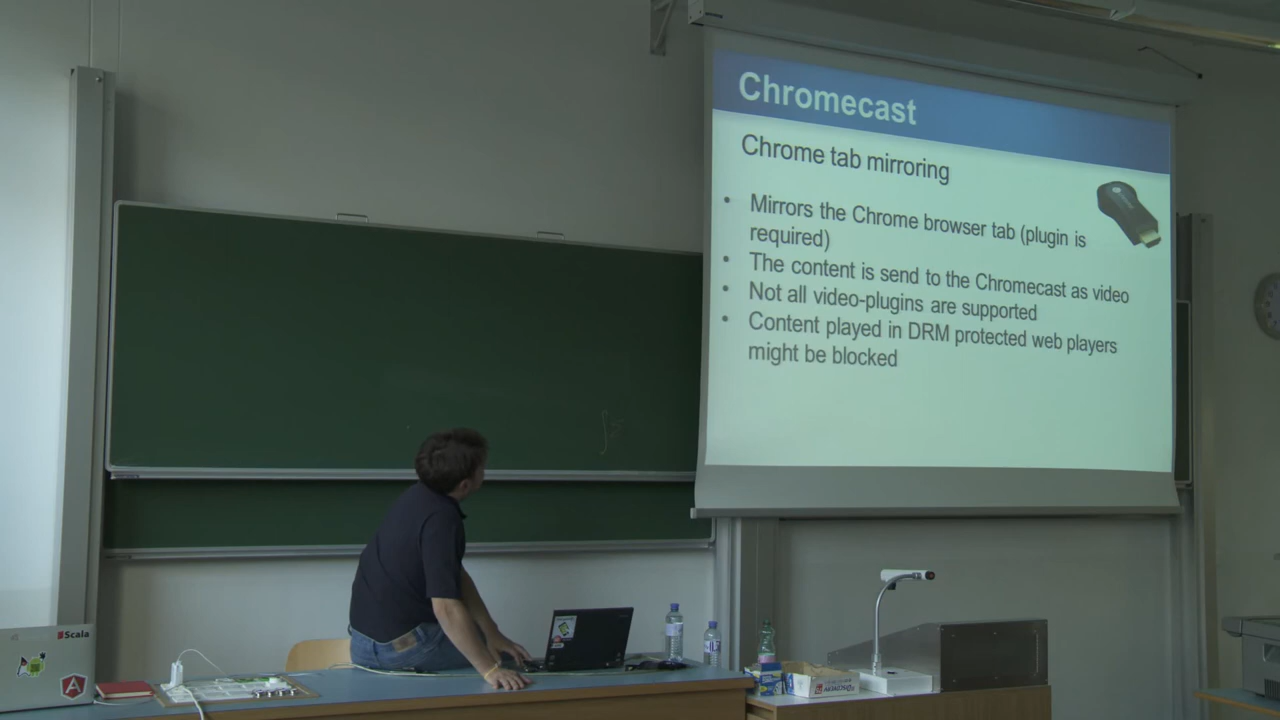 Chromecast
Chrome tab mirroring
• Mirrors the Chrome browser tab (plugin is
required)
• The content is send to the Chromecast as video
• Not all video-plugins are supported
• Content played in DRM protected web players
might be blocked
Scala
A